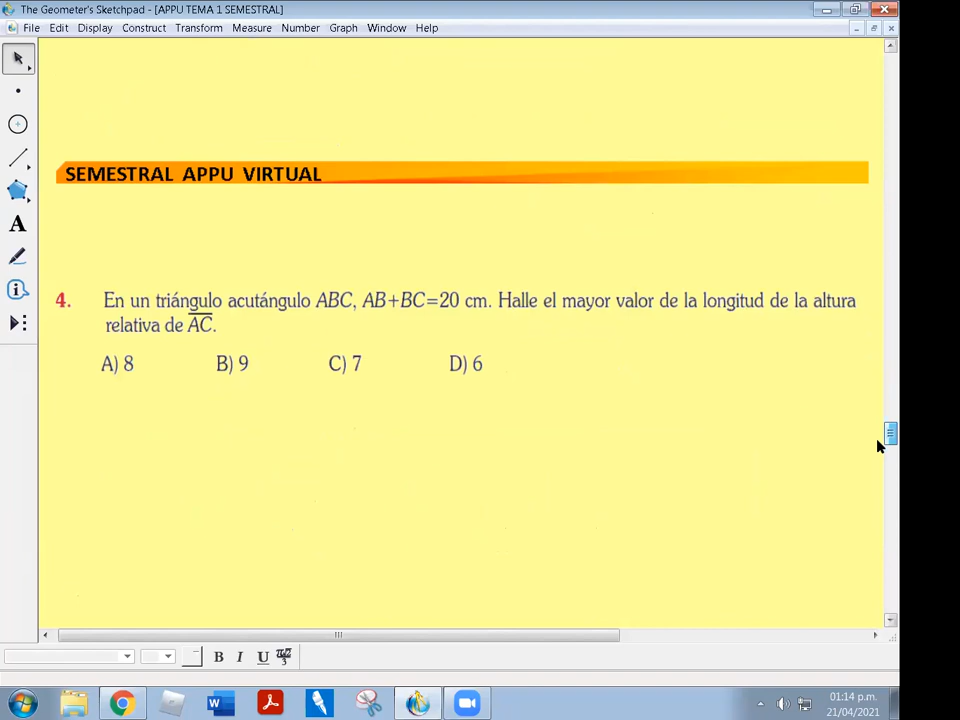 The Geometer's Sketchpad - [APPU TEMA 1 SEMESTRAL]
File Edit Display Construct Transform Measure Number Graph Window Help
SEMESTRAL APPU VIRTUAL
4. En un triángulo acutángulo ABC, AB+BC=20 cm. Halle el mayor valor de la longitud de la altura
relativa de AC.
A) 8 B) 9 C) 7 D) 6
B I U
01:14 p.m.
21/04/2021